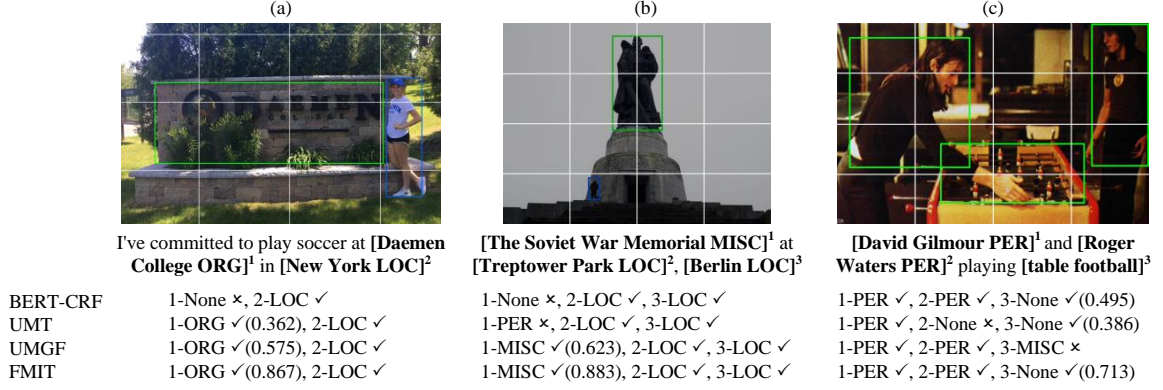 (a)
(b)
(c)
I've committed to play soccer at [Daemen
College ORG]¹ in [New York LOC]²
[The Soviet War Memorial MISC]¹ at
[Treptower Park LOC]², [Berlin LOC]³
[David Gilmour PER]¹ and [Roger
Waters PER]² playing [table football]³
BERT-CRF 1-None ×, 2-LOC ✓ 1-None ×, 2-LOC ✓, 3-LOC ✓ 1-PER ✓, 2-PER ✓, 3-None ✓(0.495)
UMT 1-ORG ✓(0.362), 2-LOC ✓ 1-PER ×, 2-LOC ✓, 3-LOC ✓ 1-PER ✓, 2-None ×, 3-None ✓(0.386)
UMGF 1-ORG ✓(0.575), 2-LOC ✓ 1-MISC ✓(0.623), 2-LOC ✓, 3-LOC ✓ 1-PER ✓, 2-PER ✓, 3-MISC ×
FMIT 1-ORG ✓(0.867), 2-LOC ✓ 1-MISC ✓(0.883), 2-LOC ✓, 3-LOC ✓ 1-PER ✓, 2-PER ✓, 3-None ✓(0.713)